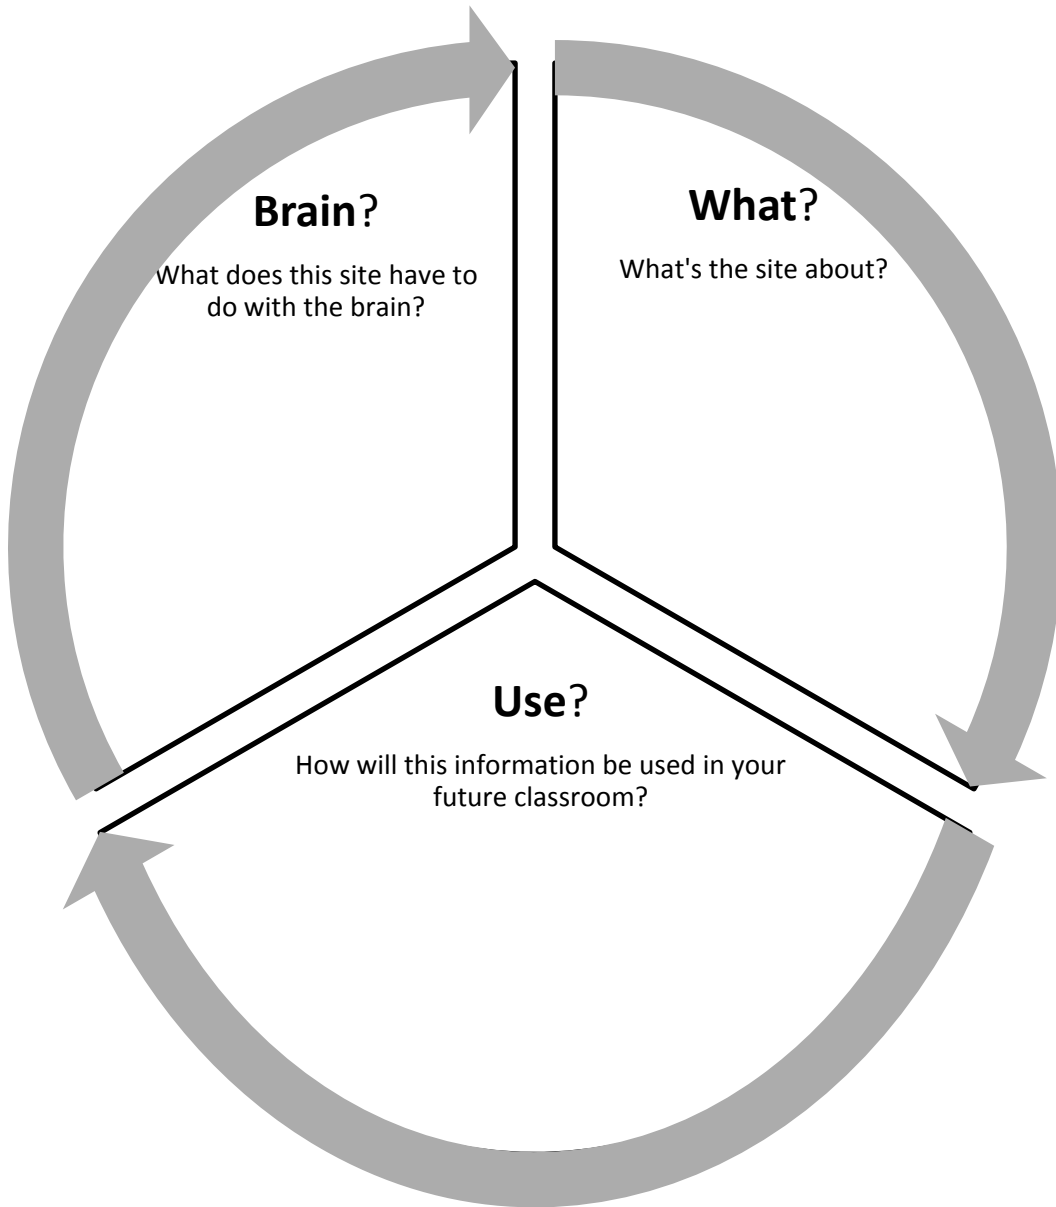 Brain?
What does this site have to
do with the brain?
What?
What's the site about?
Use?
How will this information be used in your
future classroom?